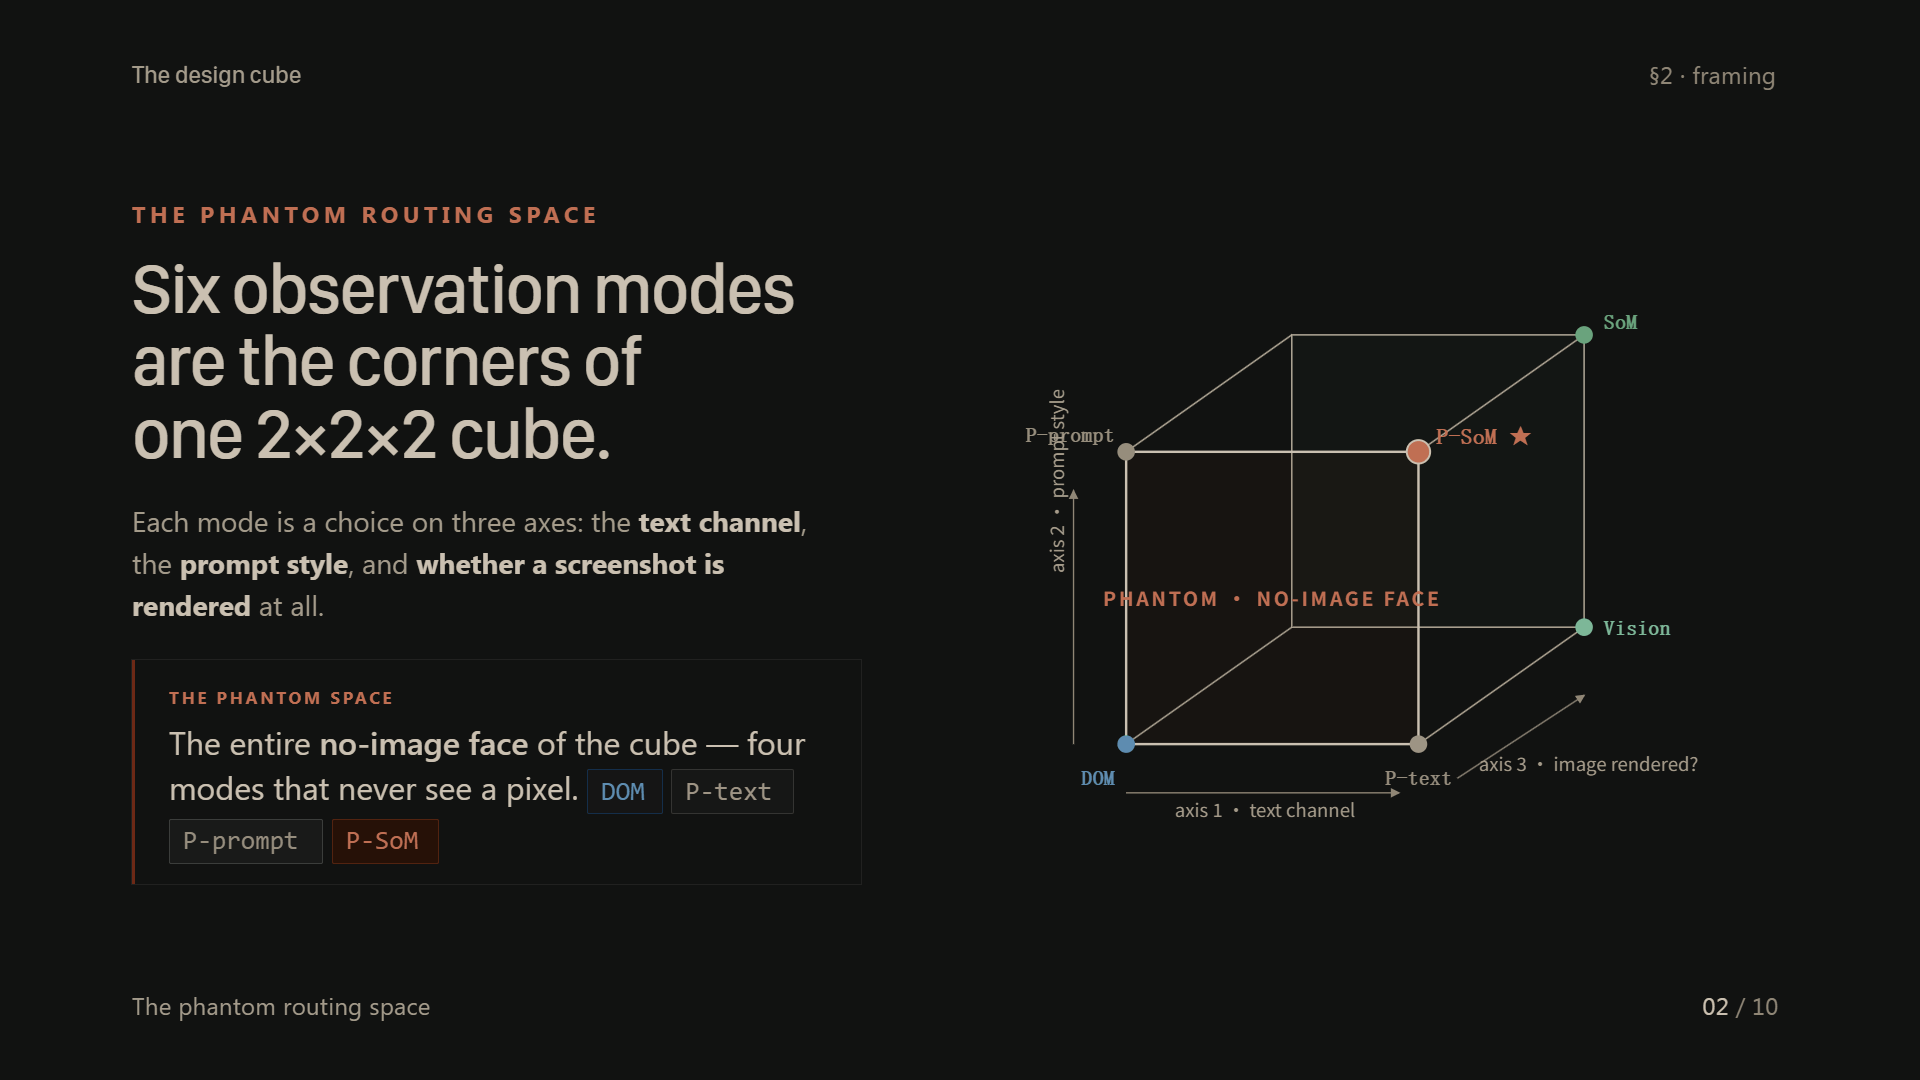 The design cube
§2 · framing
THE PHANTOM ROUTING SPACE
Six observation modes
are the corners of
one 2×2×2 cube.
Each mode is a choice on three axes: the text channel,
the prompt style, and whether a screenshot is
rendered at all.
THE PHANTOM SPACE
The entire no-image face of the cube — four
modes that never see a pixel. DOM P-text
P-prompt P-SoM
SoM
P-prompt
P-SoM ★
axis 2 • prompt style
PHANTOM • NO-IMAGE FACE
Vision
DOM
P-text
axis 3 • image rendered?
axis 1 • text channel
The phantom routing space
02 / 10